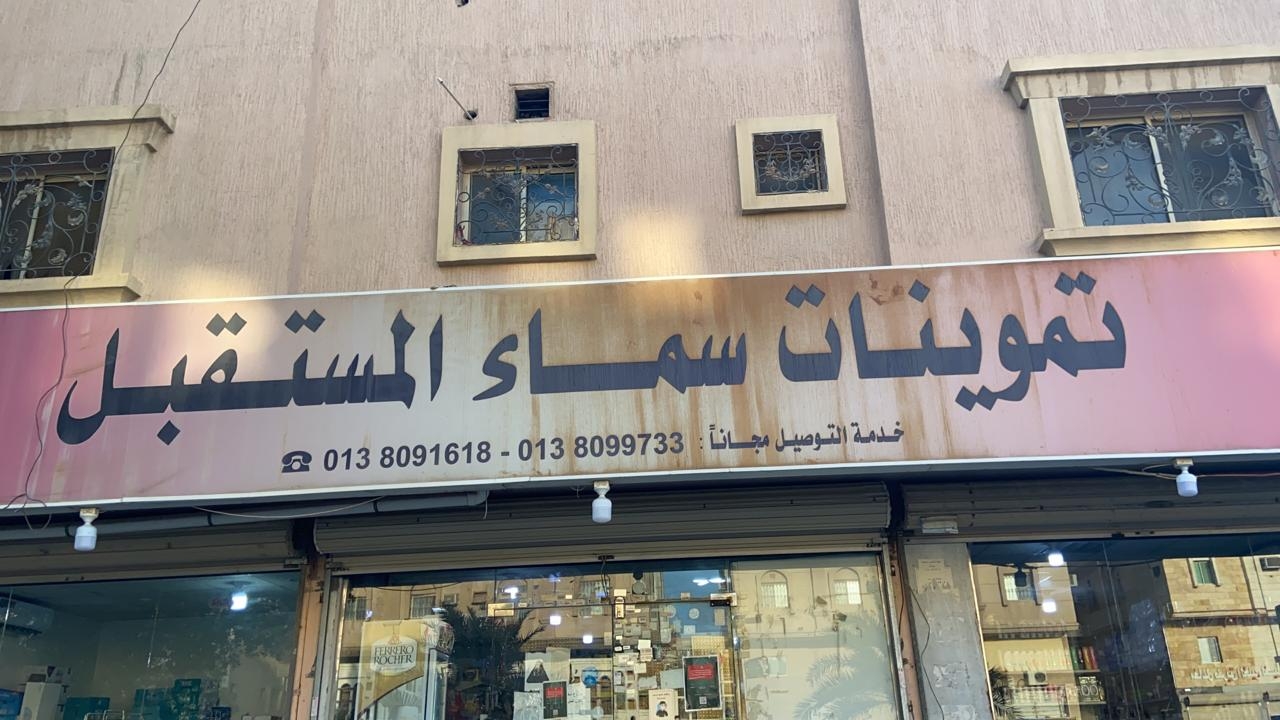 تموينات سماء المستقبل
خدمة التوصيل مجاناً : 013 8099733 - 013 8091618
FERRERO
ROCHER